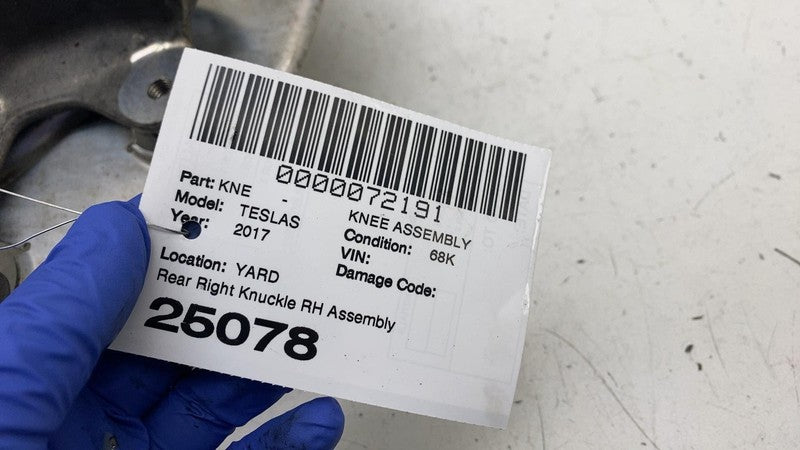 0000072191
Part: KNE - KNEE ASSEMBLY
Model: TESLAS Condition: 68K
Year: 2017 VIN:
Damage Code:
Location: YARD
Rear Right Knuckle RH Assembly
25078